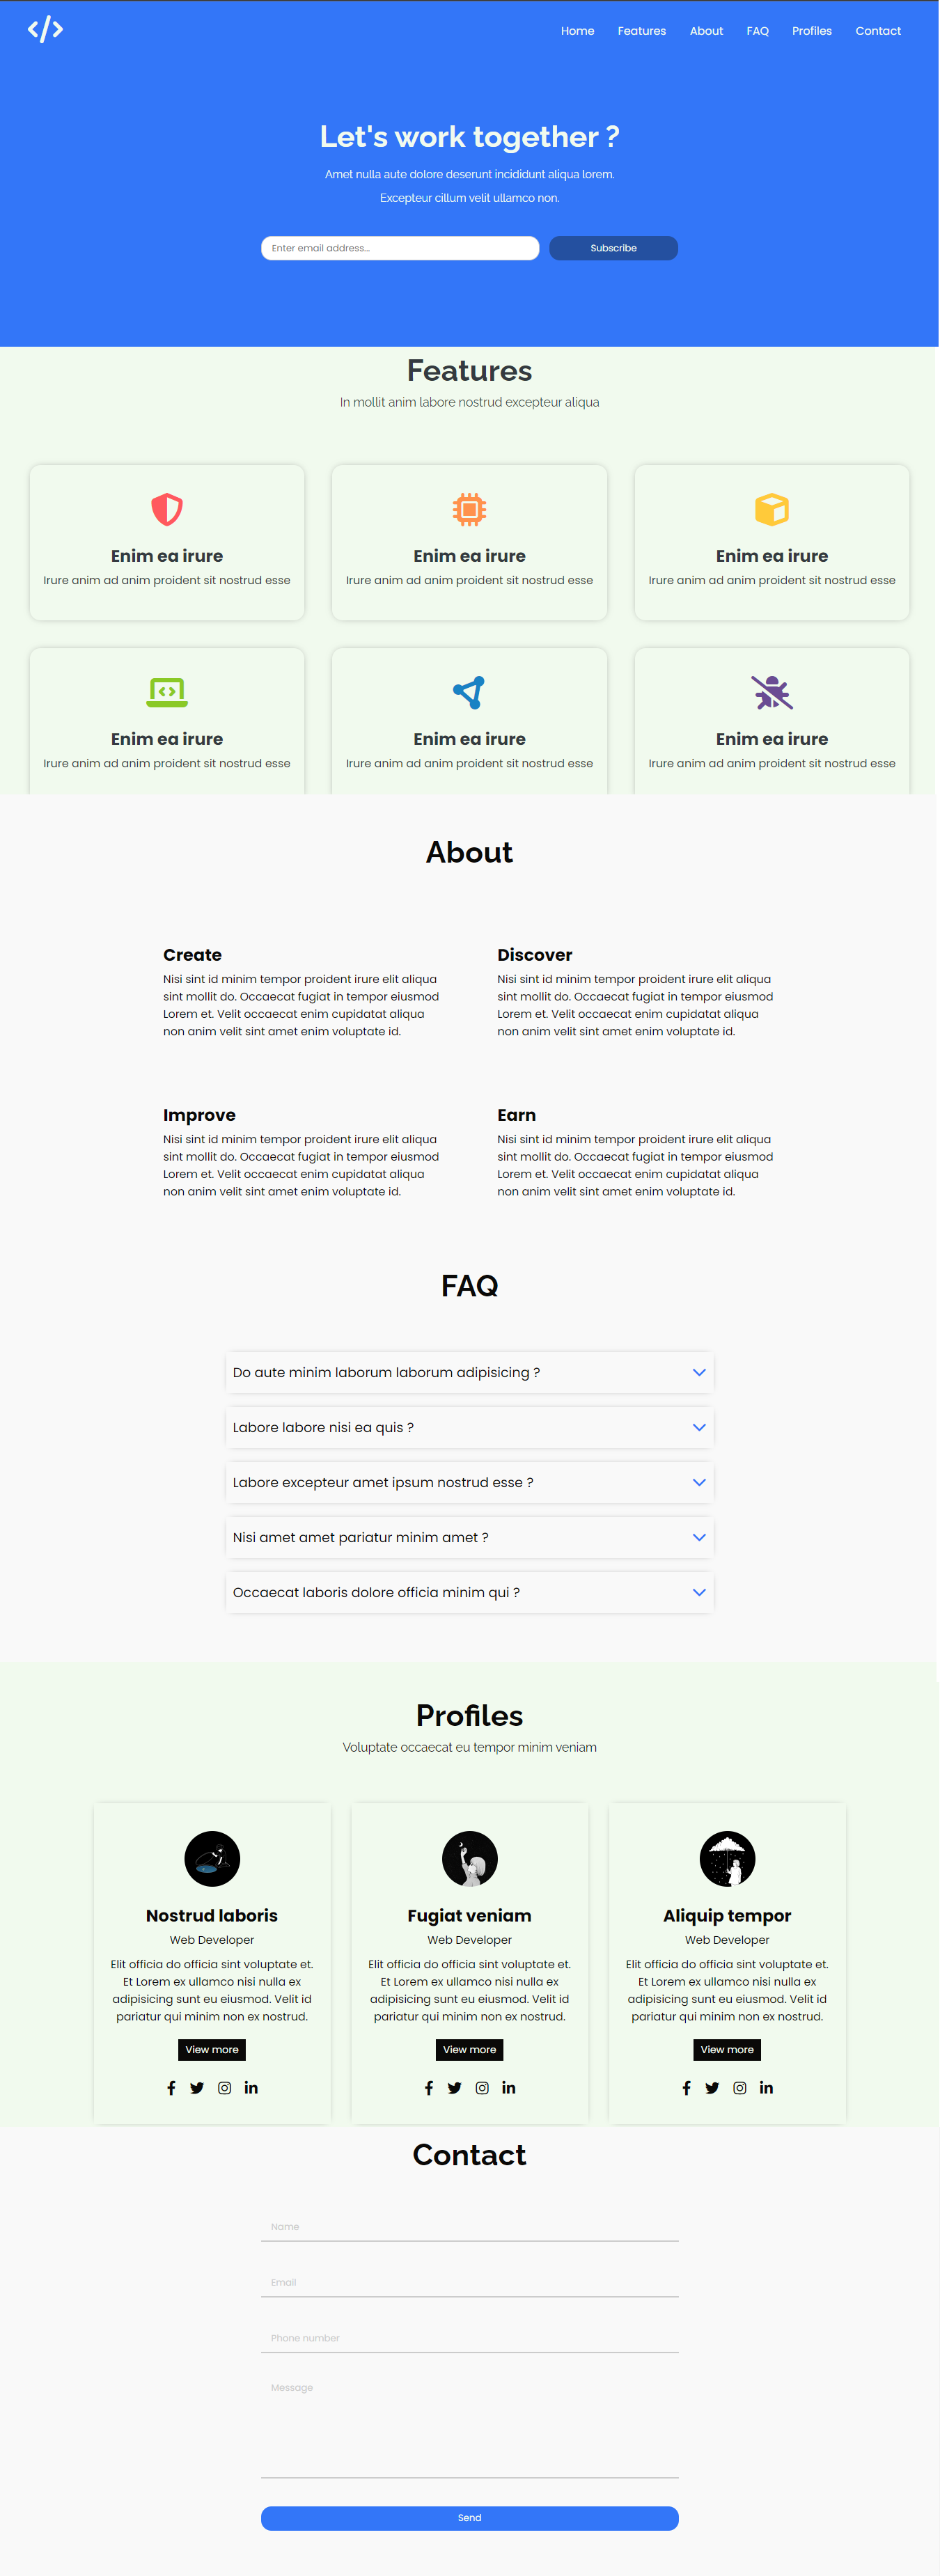 Home Features About FAQ Profiles Contact
Let's work together ?
Amet nulla aute dolore deserunt incididunt aliqua lorem.
Excepteur cillum velit ullamco non.
Enter email address... Subscribe
Features
In mollit anim labore nostrud excepteur aliqua
Enim ea irure
Irure anim ad anim proident sit nostrud esse
Enim ea irure
Irure anim ad anim proident sit nostrud esse
Enim ea irure
Irure anim ad anim proident sit nostrud esse
Enim ea irure
Irure anim ad anim proident sit nostrud esse
Enim ea irure
Irure anim ad anim proident sit nostrud esse
Enim ea irure
Irure anim ad anim proident sit nostrud esse
About
Create
Nisi sint id minim tempor proident irure elit aliqua
sint mollit do. Occaecat fugiat in tempor eiusmod
Lorem et. Velit occaecat enim cupidatat aliqua
non anim velit sint amet enim voluptate id.
Discover
Nisi sint id minim tempor proident irure elit aliqua
sint mollit do. Occaecat fugiat in tempor eiusmod
Lorem et. Velit occaecat enim cupidatat aliqua
non anim velit sint amet enim voluptate id.
Improve
Nisi sint id minim tempor proident irure elit aliqua
sint mollit do. Occaecat fugiat in tempor eiusmod
Lorem et. Velit occaecat enim cupidatat aliqua
non anim velit sint amet enim voluptate id.
Earn
Nisi sint id minim tempor proident irure elit aliqua
sint mollit do. Occaecat fugiat in tempor eiusmod
Lorem et. Velit occaecat enim cupidatat aliqua
non anim velit sint amet enim voluptate id.
FAQ
Do aute minim laborum laborum adipisicing ?
Labore labore nisi ea quis ?
Labore excepteur amet ipsum nostrud esse ?
Nisi amet amet pariatur minim amet ?
Occaecat laboris dolore officia minim qui ?
Profiles
Voluptate occaecat eu tempor minim veniam
Nostrud laboris
Web Developer
Elit officia do officia sint voluptate et.
Et Lorem ex ullamco nisi nulla ex
adipisicing sunt eu eiusmod. Velit id
pariatur qui minim non ex nostrud.
View more
Fugiat veniam
Web Developer
Elit officia do officia sint voluptate et.
Et Lorem ex ullamco nisi nulla ex
adipisicing sunt eu eiusmod. Velit id
pariatur qui minim non ex nostrud.
View more
Aliquip tempor
Web Developer
Elit officia do officia sint voluptate et.
Et Lorem ex ullamco nisi nulla ex
adipisicing sunt eu eiusmod. Velit id
pariatur qui minim non ex nostrud.
View more
Contact
Name
Email
Phone number
Message
Send